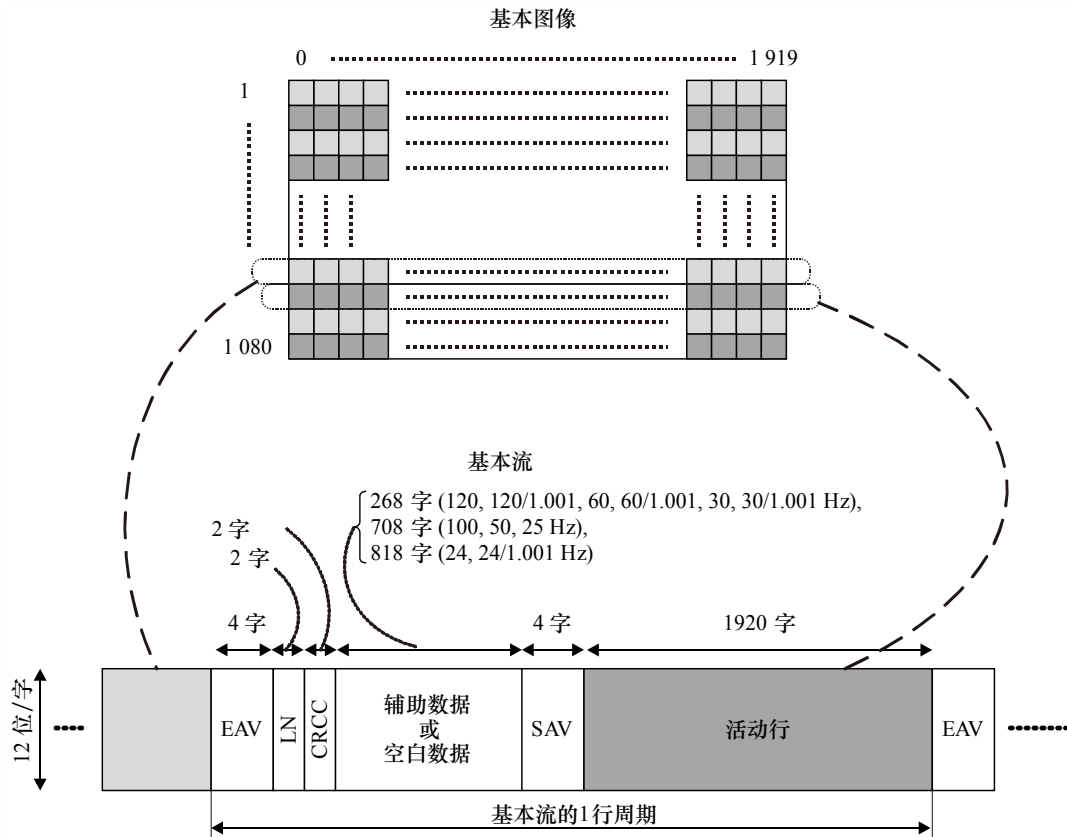 基本图像
0 1 919
1
1 080
基本流
268 字 (120, 120/1.001, 60, 60/1.001, 30, 30/1.001 Hz),
708 字 (100, 50, 25 Hz),
818 字 (24, 24/1.001 Hz)
2 字
2 字
4 字
4 字
1920 字
12 位/字
EAV
LN
CRCC
辅助数据
或
空白数据
SAV
活动行
EAV
基本流的1行周期